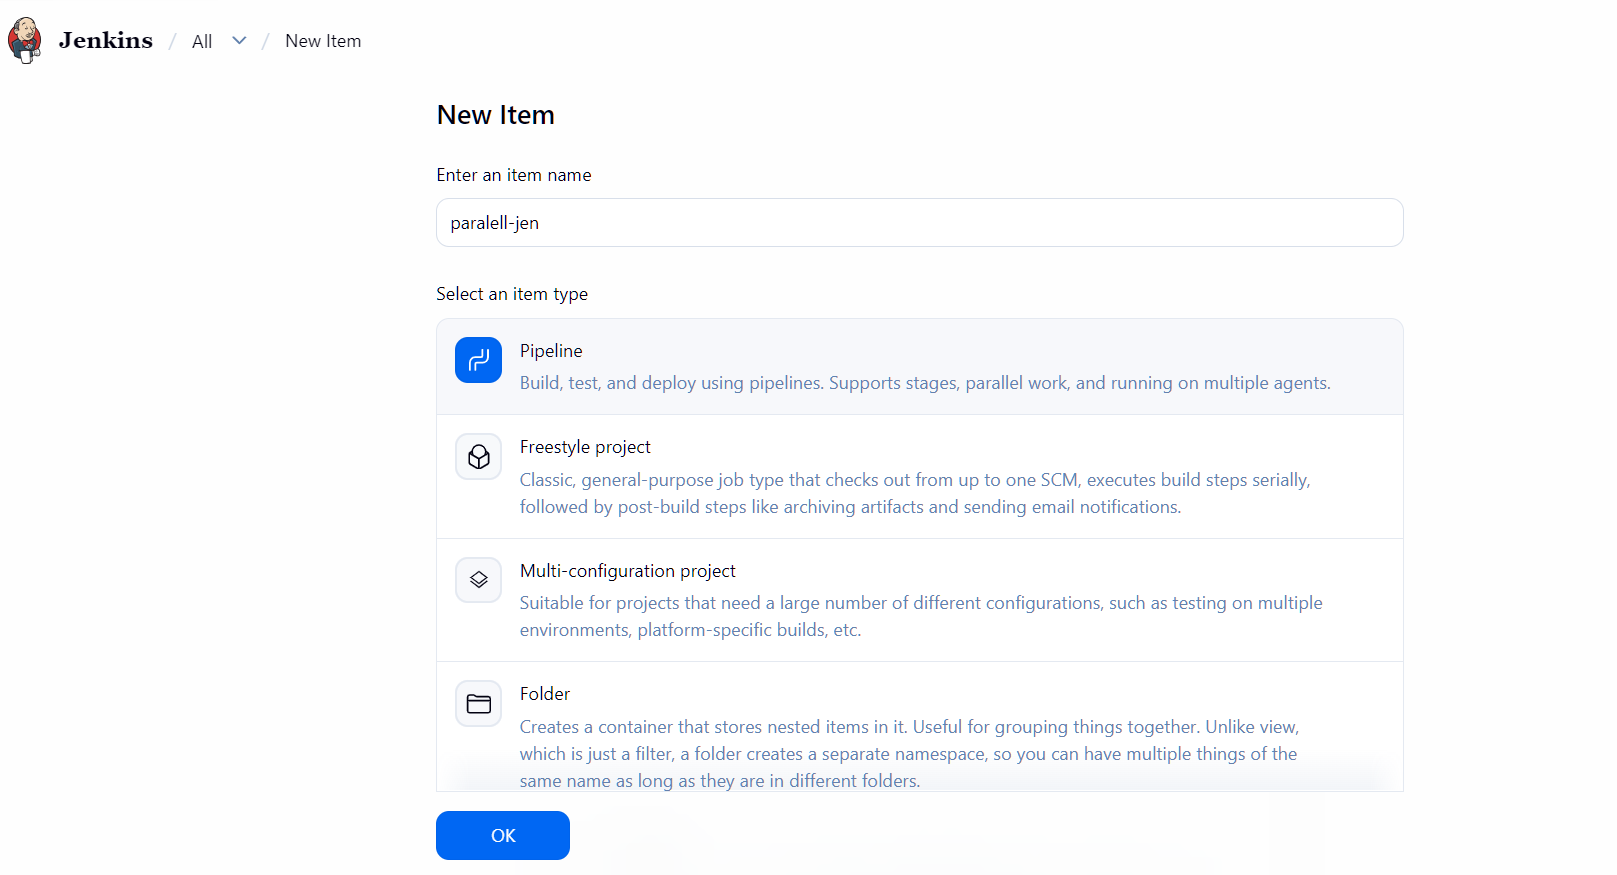 Jenkins / All / New Item
New Item
Enter an item name
paralell-jen
Select an item type
Pipeline
Build, test, and deploy using pipelines. Supports stages, parallel work, and running on multiple agents.
Freestyle project
Classic, general-purpose job type that checks out from up to one SCM, executes build steps serially,
followed by post-build steps like archiving artifacts and sending email notifications.
Multi-configuration project
Suitable for projects that need a large number of different configurations, such as testing on multiple
environments, platform-specific builds, etc.
Folder
Creates a container that stores nested items in it. Useful for grouping things together. Unlike view,
which is just a filter, a folder creates a separate namespace, so you can have multiple things of the
same name as long as they are in different folders.
OK